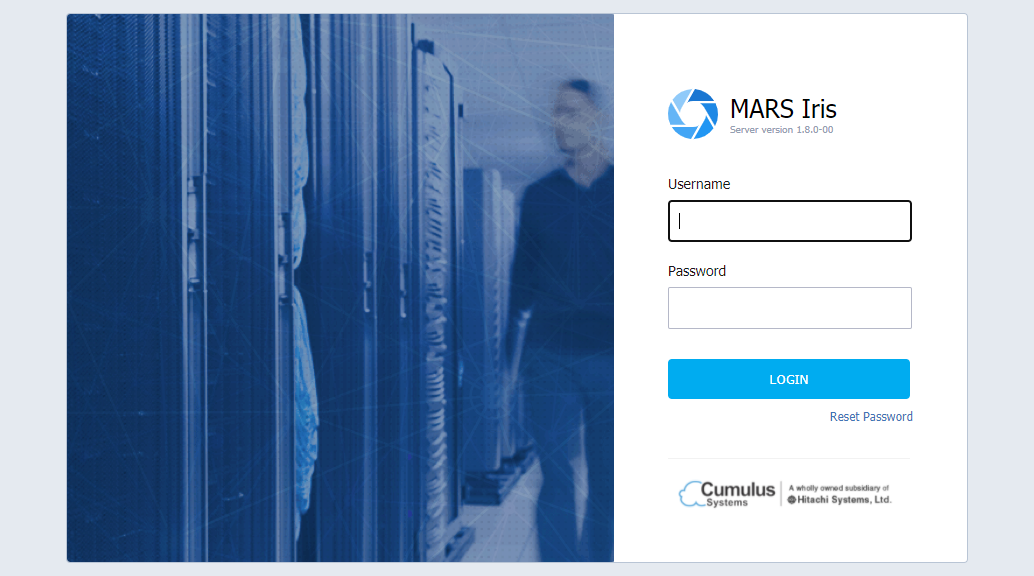 MARS Iris
Server version 1.8.0-00
Username
Password
LOGIN
Reset Password
Cumulus
Systems
A wholly owned subsidiary of
Hitachi Systems, Ltd.